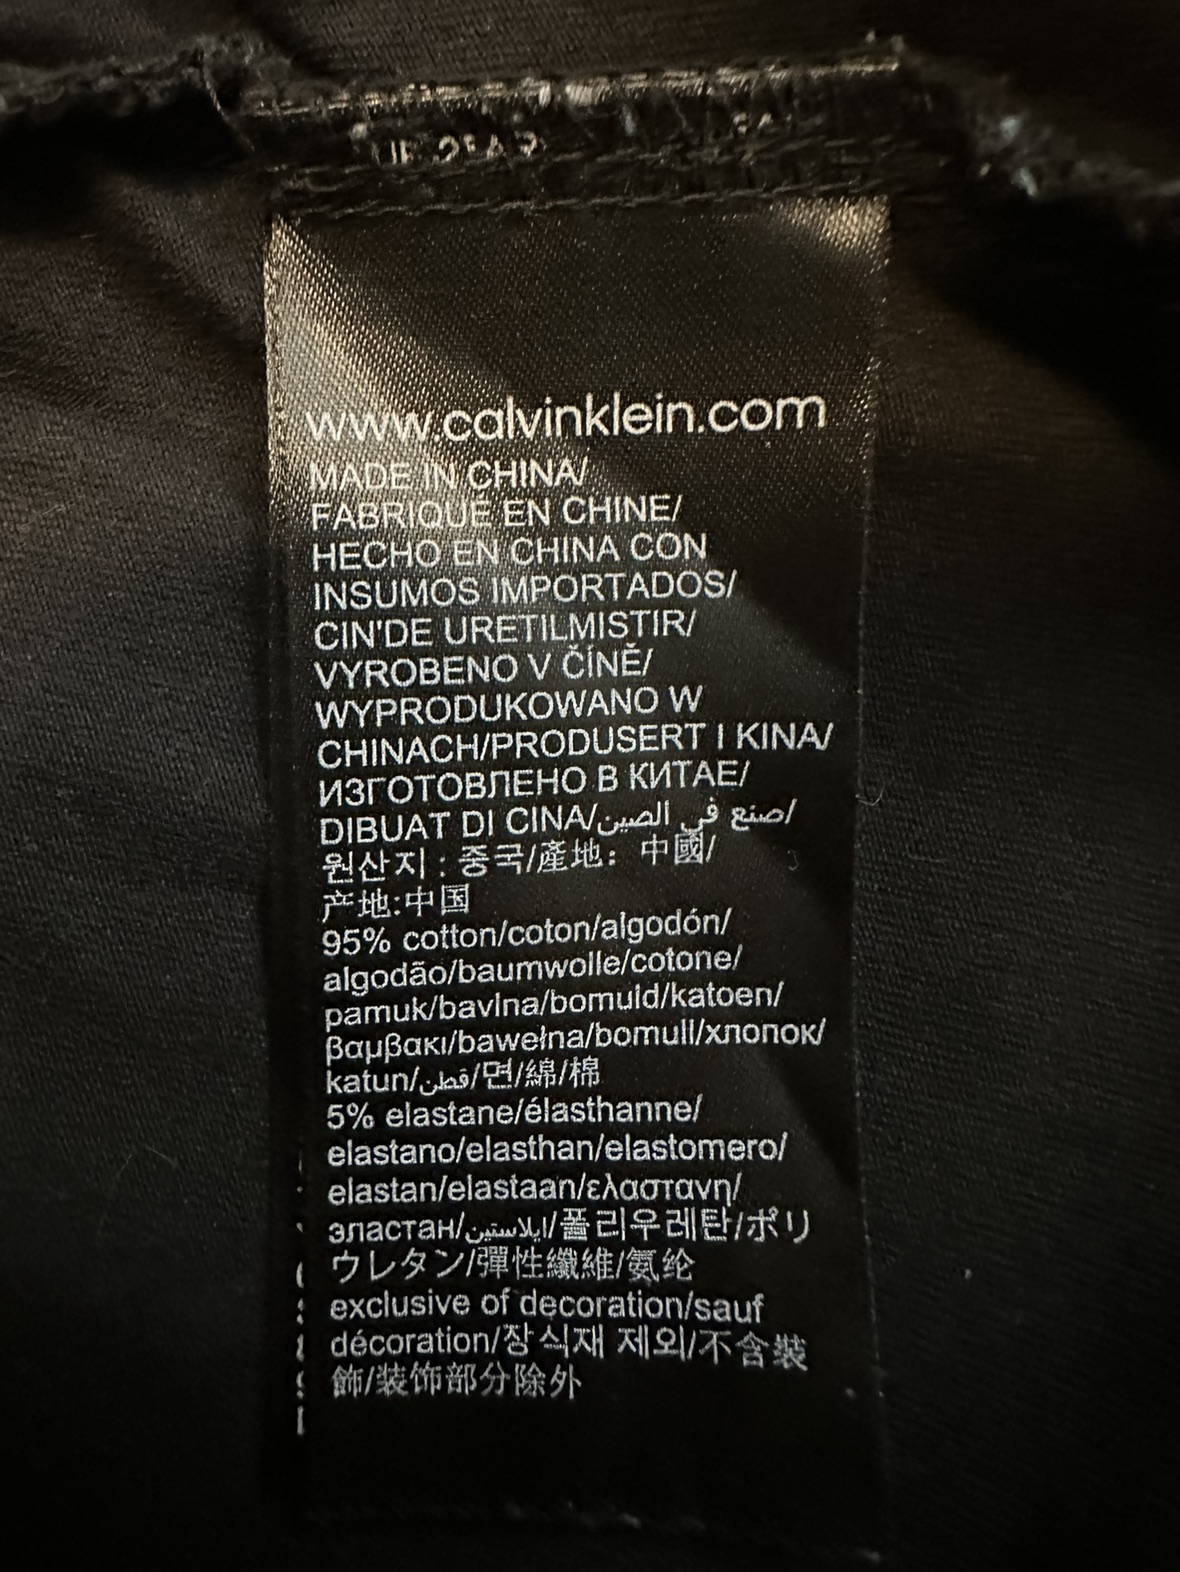 www.calvinklein.com
MADE IN CHINA/
FABRIQUÉ EN CHINE/
HECHO EN CHINA CON
INSUMOS IMPORTADOS/
CIN'DE URETILMISTIR/
VYROBENO V ČÍNĚ/
WYPRODUKOWANO W
CHINACH/PRODUSERT I KINA/
ИЗГОТОВЛЕНО В КИТАЕ/
DIBUAT DI CINA/صنع في الصين/
원산지 : 중국/產地: 中國/
产地:中国
95% cotton/coton/algodón/
algodão/baumwolle/cotone/
pamuk/bavlna/bomuld/katoen/
βαμβακι/bawełna/bomull/хлопок/
katun/قطن/면/綿/棉
5% elastane/élasthanne/
elastano/elasthan/elastomero/
elastan/elastaan/ελαστανη/
эластан/ايلاستين/폴리우레탄/ポリ
ウレタン/彈性纖維/氨纶
exclusive of decoration/sauf
décoration/장식재 제외/不含裝
飾/装饰部分除外